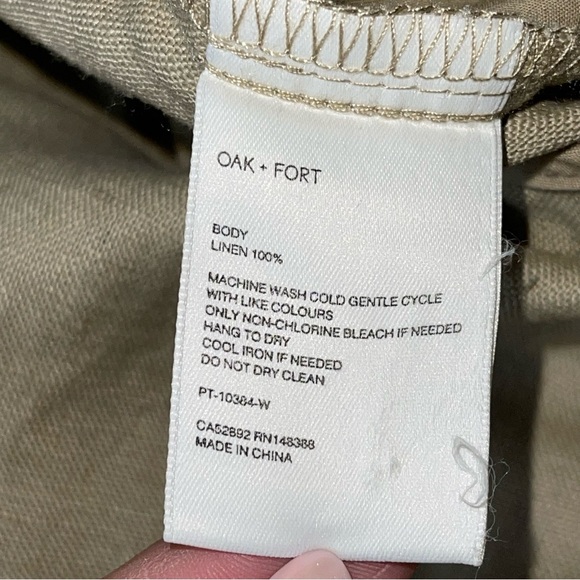 OAK + FORT
BODY
LINEN 100%
MACHINE WASH COLD GENTLE CYCLE
WITH LIKE COLOURS
ONLY NON-CHLORINE BLEACH IF NEEDED
HANG TO DRY
COOL IRON IF NEEDED
DO NOT DRY CLEAN
PT-10384-W
CA52892 RN148388
MADE IN CHINA